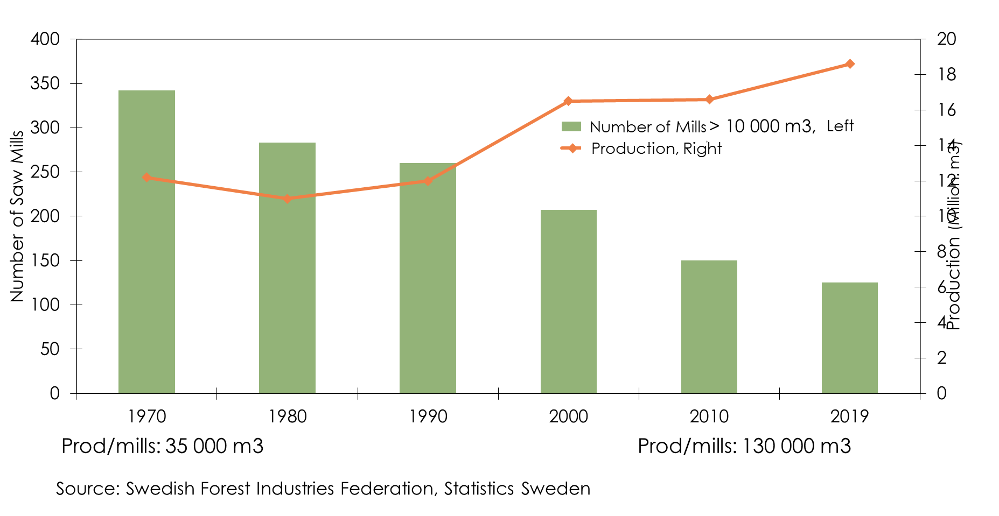 400
350
300
250
200
150
100
50
0
Number of Saw Mills
20
18
16
14
12
10
8
6
4
2
0
Production (Million. m3)
Number of Mills > 10 000 m3, Left
Production, Right
1970 1980 1990 2000 2010 2019
Prod/mills: 35 000 m3 Prod/mills: 130 000 m3
Source: Swedish Forest Industries Federation, Statistics Sweden